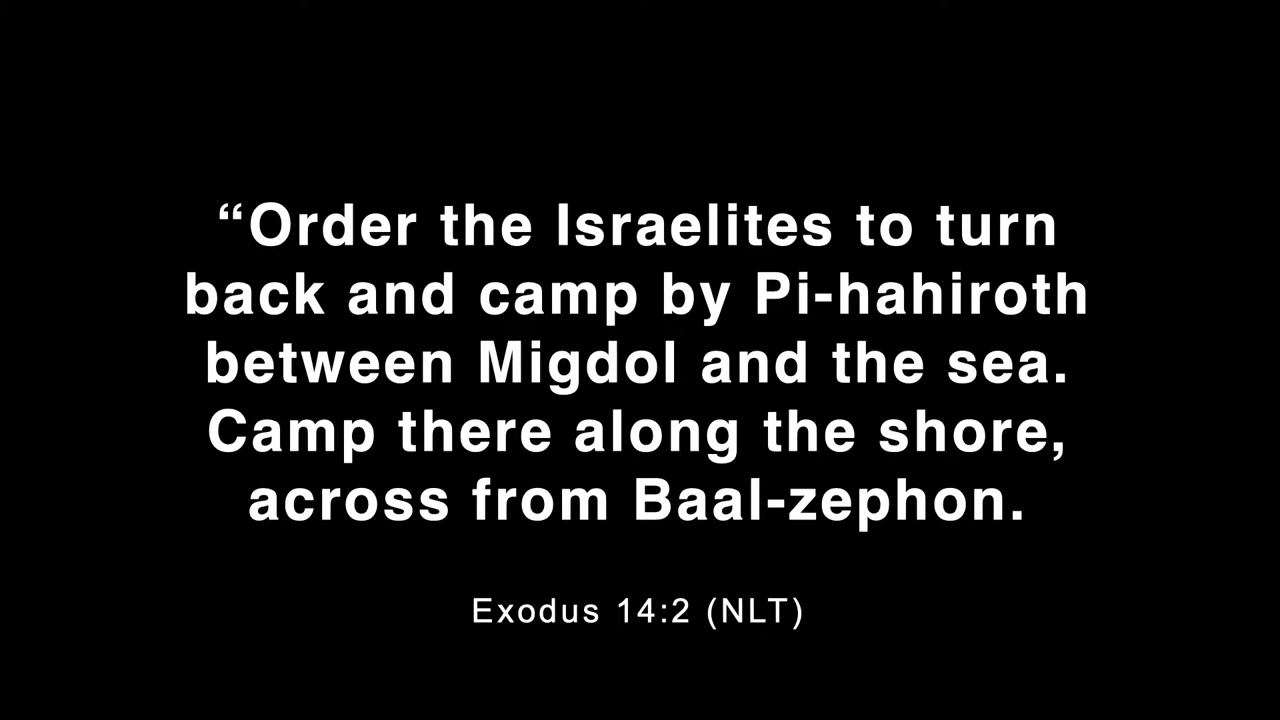 “Order the Israelites to turn
back and camp by Pi-hahiroth
between Migdol and the sea.
Camp there along the shore,
across from Baal-zephon.
Exodus 14:2 (NLT)